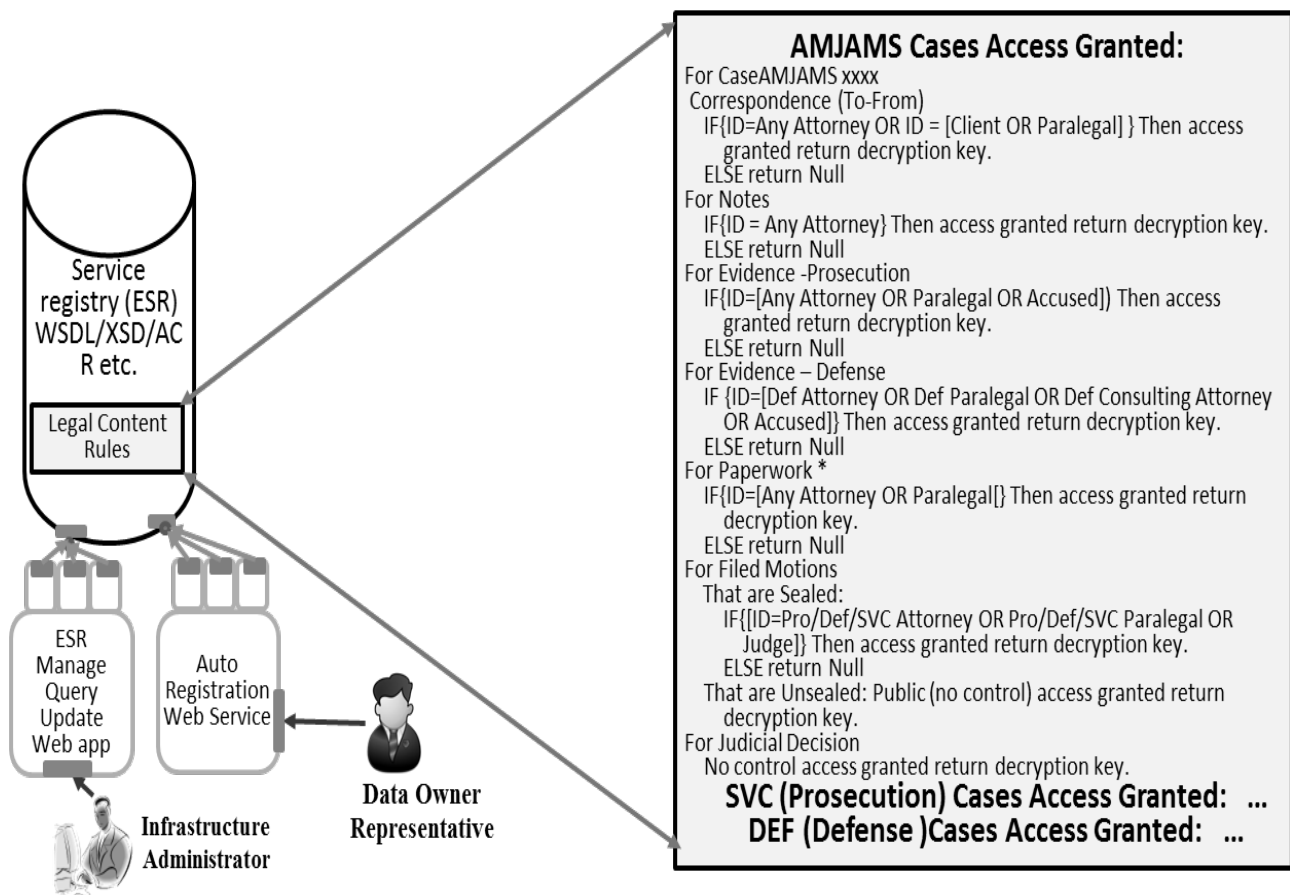 Service
registry (ESR)
WSDL/XSD/AC
R etc.
Legal Content
Rules
ESR
Manage
Query
Update
Web app
Auto
Registration
Web Service
Infrastructure
Administrator
Data Owner
Representative
AMJAMS Cases Access Granted:
For CaseAMJAMS xxxx
Correspondence (To-From)
IF{ID=Any Attorney OR ID = [Client OR Paralegal] } Then access
granted return decryption key.
ELSE return Null
For Notes
IF{ID = Any Attorney} Then access granted return decryption key.
ELSE return Null
For Evidence -Prosecution
IF{ID=[Any Attorney OR Paralegal OR Accused]) Then access
granted return decryption key.
ELSE return Null
For Evidence – Defense
IF {ID=[Def Attorney OR Def Paralegal OR Def Consulting Attorney
OR Accused]} Then access granted return decryption key.
ELSE return Null
For Paperwork *
IF{ID=[Any Attorney OR Paralegal[} Then access granted return
decryption key.
ELSE return Null
For Filed Motions
That are Sealed:
IF{[ID=Pro/Def/SVC Attorney OR Pro/Def/SVC Paralegal OR
Judge]} Then access granted return decryption key.
ELSE return Null
That are Unsealed: Public (no control) access granted return
decryption key.
For Judicial Decision
No control access granted return decryption key.
SVC (Prosecution) Cases Access Granted: ...
DEF (Defense )Cases Access Granted: ...